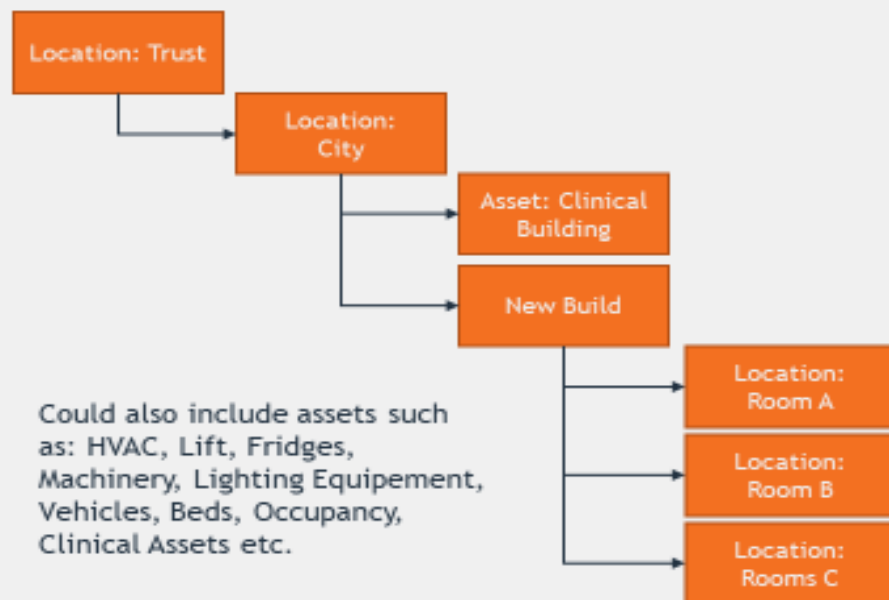 Location: Trust
Location:
City
Asset: Clinical
Building
New Build
Location:
Room A
Location:
Room B
Location:
Rooms C
Could also include assets such
as: HVAC, Lift, Fridges,
Machinery, Lighting Equipement,
Vehicles, Beds, Occupancy,
Clinical Assets etc.